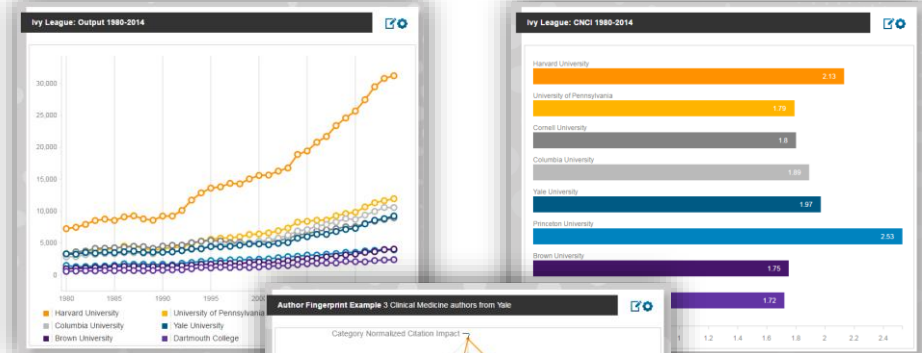 Ivy League: Output 1980-2014
30,000
25,000
20,000
15,000
10,000
5,000
0
1980 1985 1990 1995
Harvard University University of Pennsylvania
Columbia University Yale University
Brown University Dartmouth College
Ivy League: CNCI 1980-2014
Harvard University
2.13
University of Pennsylvania
1.79
Cornell University
1.8
Columbia University
1.89
Yale University
1.97
Princeton University
2.53
Brown University
1.75
1.72
1.2 1.4 1.6 1.8 2 2.2 2.4
Author Fingerprint Example 3 Clinical Medicine authors from Yale
Category Normalized Citation Impact